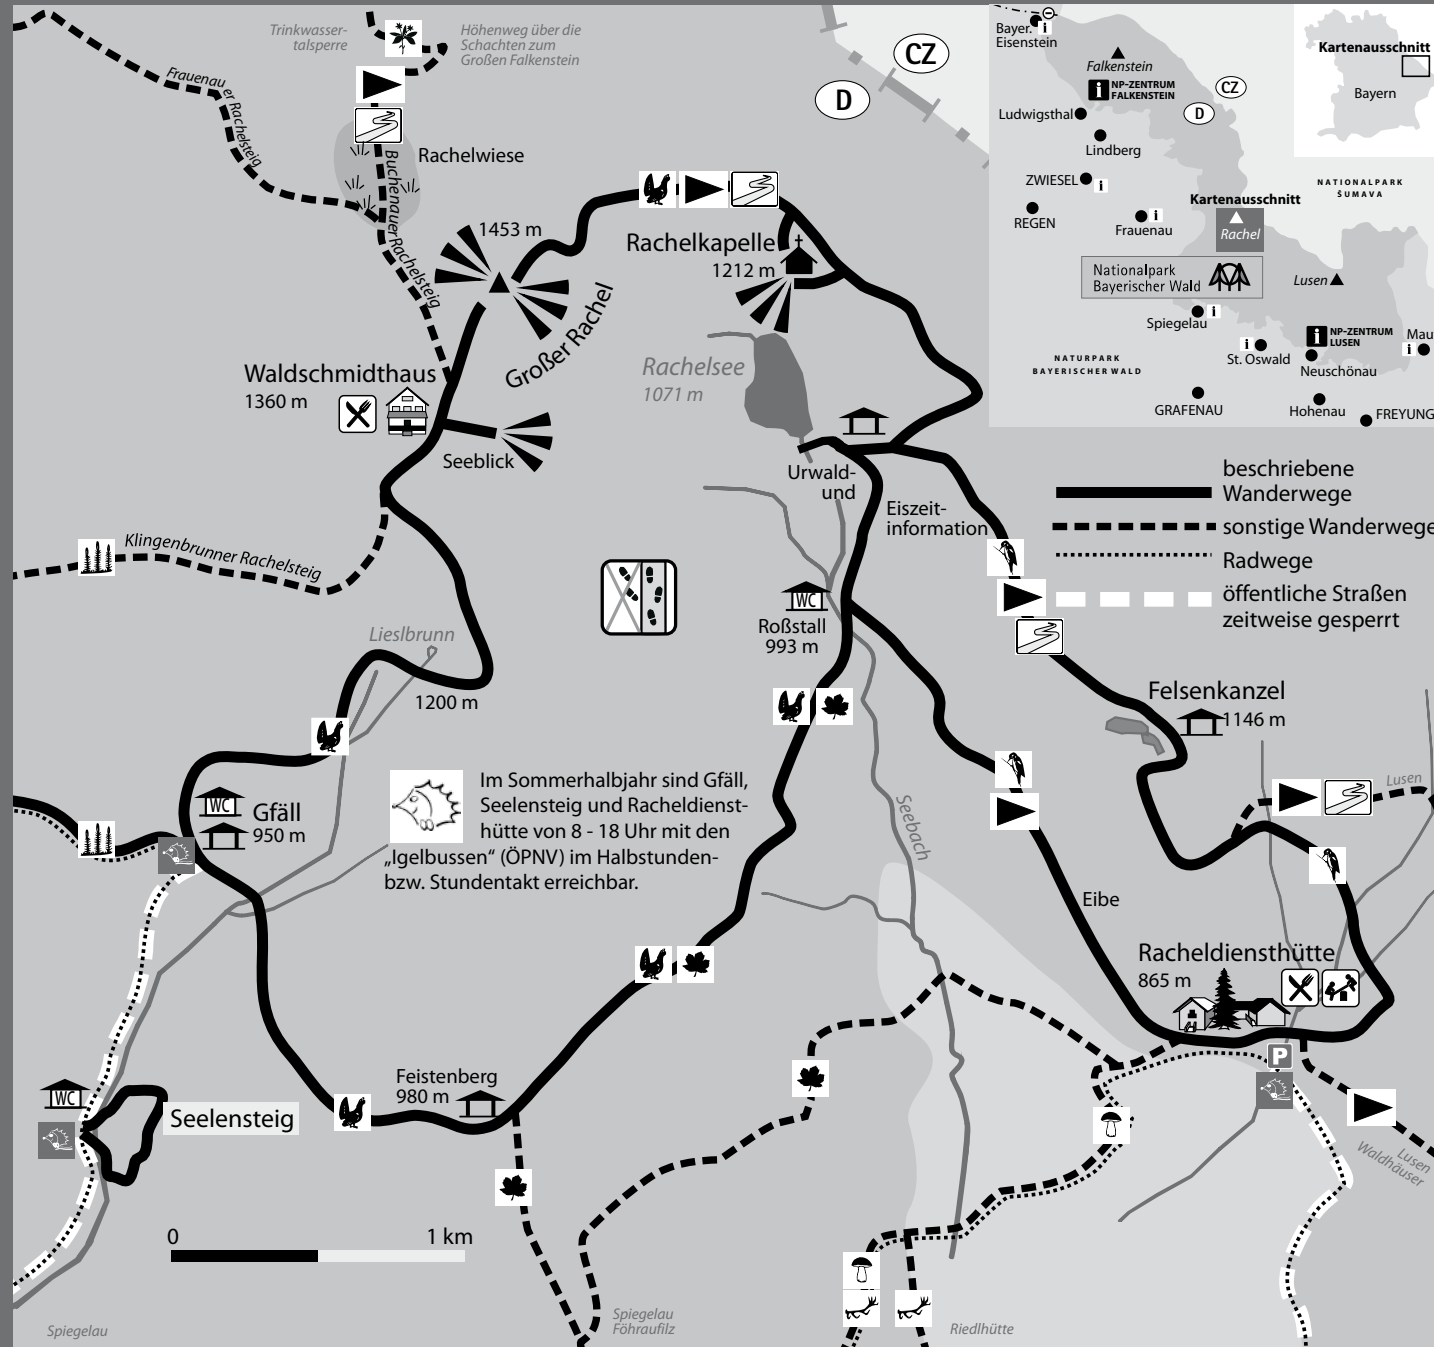 Trinkwasser-
talsperre
Höhenweg über die
Schachten zum
Großen Falkenstein
CZ
D
Frauenauer Rachelsteig
Rachelwiese
Buchenauer Rachelsteig
1453 m
Großer Rachel
Rachelkapelle
1212 m
Rachelsee
1071 m
Waldschmidthaus
1360 m
Seeblick
Urwald-
und
Eiszeit-
information
Klingenbrunner Rachelsteig
WC
Roßstall
993 m
Lieslbrunn
1200 m
Felsenkanzel
1146 m
Lusen
WC
Gfäll
950 m
Im Sommerhalbjahr sind Gfäll,
Seelensteig und Racheldienst-
hütte von 8 - 18 Uhr mit den
„Igelbussen“ (ÖPNV) im Halbstunden-
bzw. Stundentakt erreichbar.
Seebach
Eibe
Racheldiensthütte
865 m
P
WC
Seelensteig
Feistenberg
980 m
Lusen
Waldhäuser
0 1 km
Spiegelau
Spiegelau
Föhraufilz
Riedlhütte
Bayer.
Eisenstein
i
Falkenstein
i NP-ZENTRUM
FALKENSTEIN
CZ
D
Ludwigsthal
Lindberg
ZWIESEL
i
REGEN
Frauenau
i
Kartenausschnitt
Rachel
NATIONALPARK
ŠUMAVA
Nationalpark
Bayerischer Wald
Lusen
Spiegelau
i
i
St. Oswald
i NP-ZENTRUM
LUSEN
Neuschönau
Mau
i
NATURPARK
BAYERISCHER WALD
GRAFENAU
Hohenau
FREYUNG
Kartenausschnitt
Bayern
beschriebene
Wanderwege
sonstige Wanderwege
Radwege
öffentliche Straßen
zeitweise gesperrt